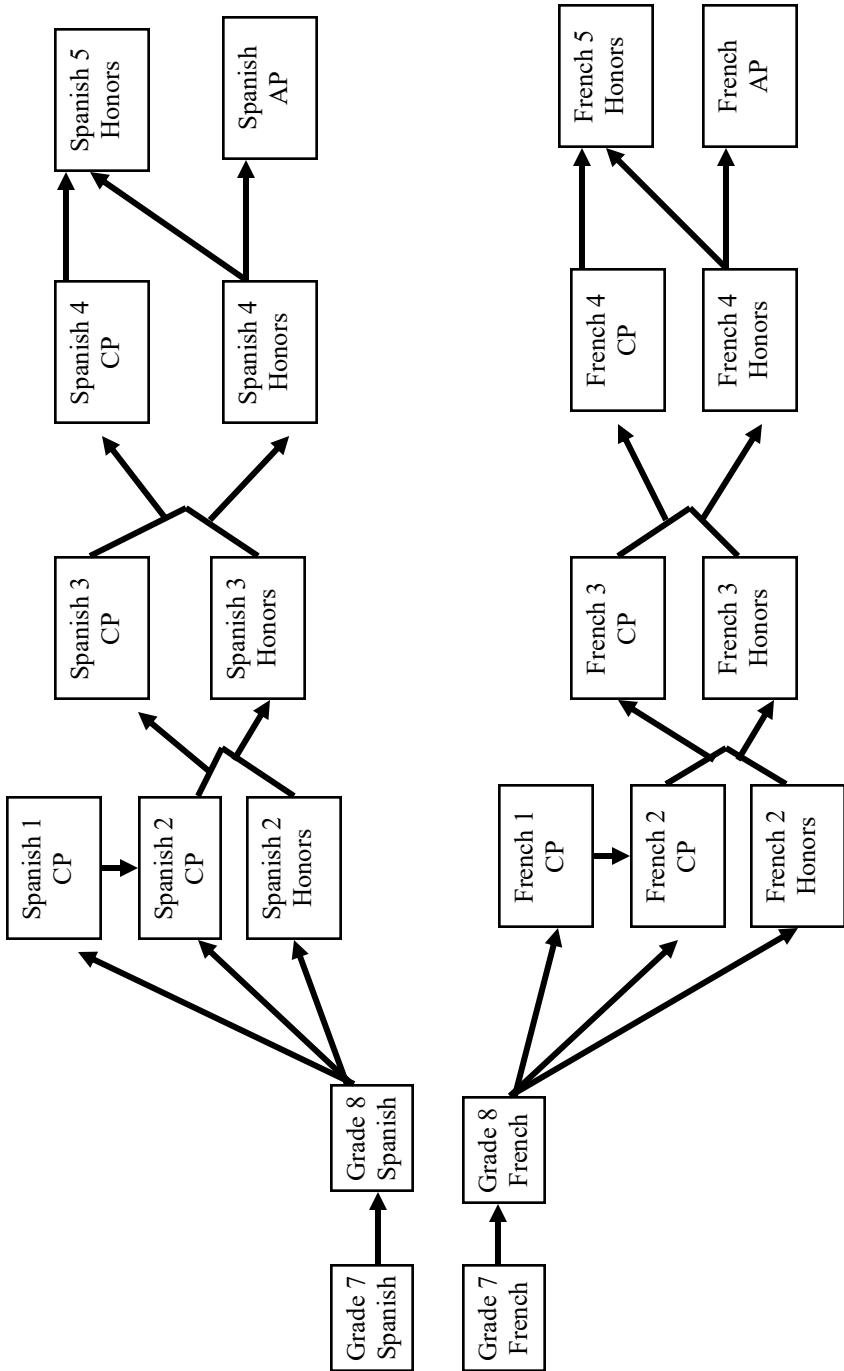 Grade 7
Spanish
Grade 8
Spanish
Spanish 1
CP
Spanish 2
CP
Spanish 2
Honors
Spanish 3
CP
Spanish 3
Honors
Spanish 4
CP
Spanish 4
Honors
Spanish 5
Honors
Spanish
AP
Grade 7
French
Grade 8
French
French 1
CP
French 2
CP
French 2
Honors
French 3
CP
French 3
Honors
French 4
CP
French 4
Honors
French 5
Honors
French
AP